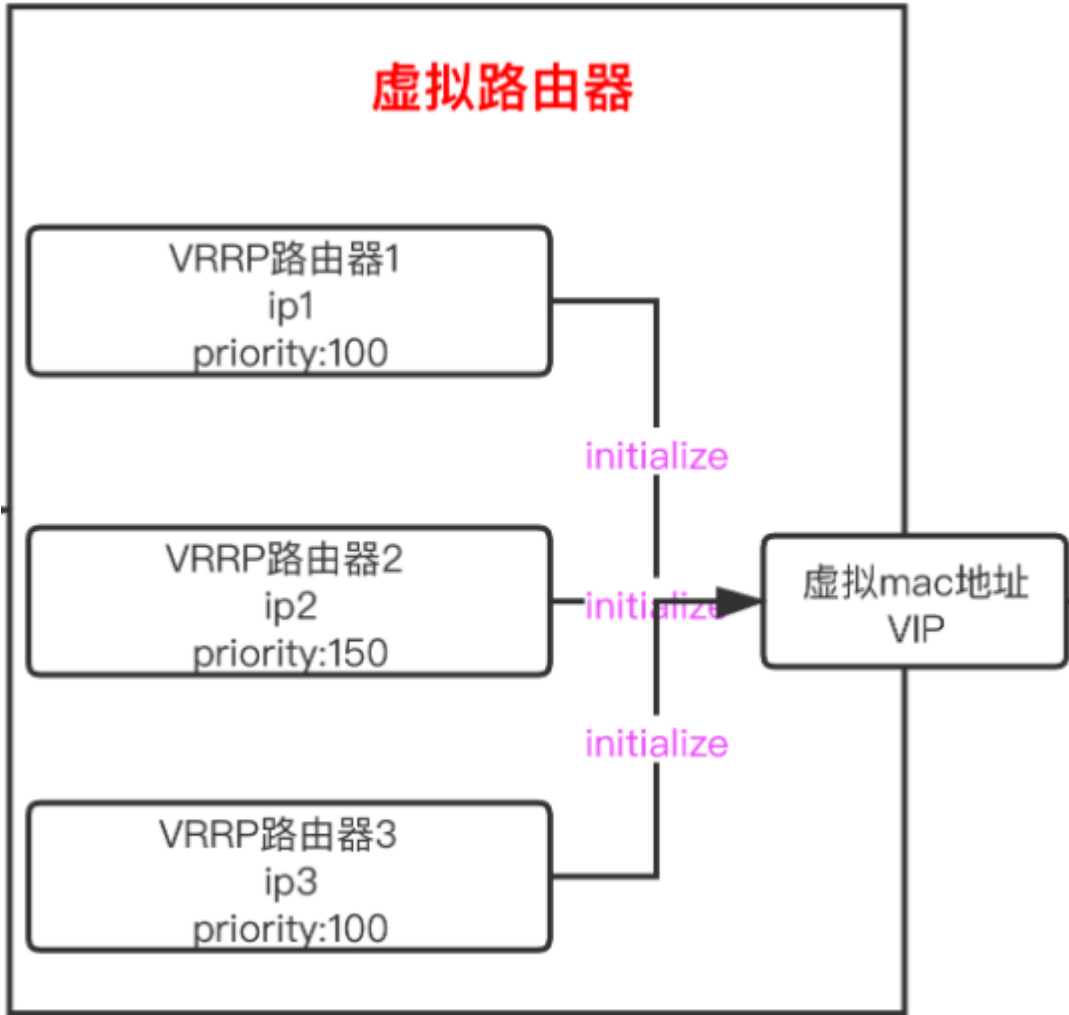 虚拟路由器
VRRP路由器1
ip1
priority:100
initialize
VRRP路由器2
ip2
priority:150
initialize
虚拟mac地址
VIP
initialize
VRRP路由器3
ip3
priority:100